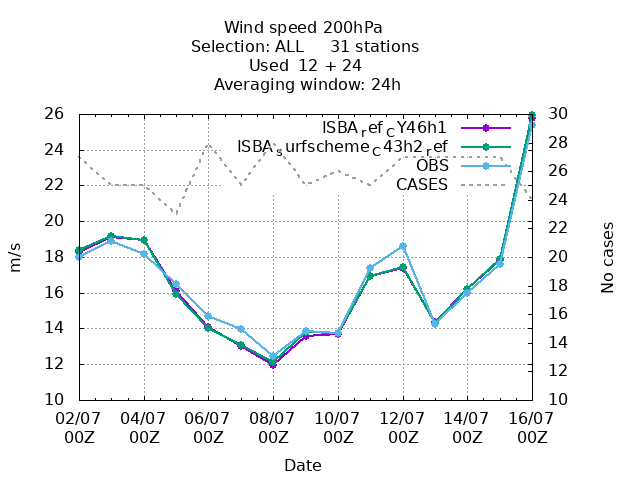 Wind speed 200hPa
Selection: ALL 31 stations
Used 12 + 24
Averaging window: 24h
ISBA_ref_CY46h1
ISBA_surfscheme_C43h2_ref
OBS
CASES
26
24
22
20
18
16
14
12
10
m/s
30
28
26
24
22
20
18
16
14
12
10
No cases
02/07 04/07 06/07 08/07 10/07 12/07 14/07 16/07
00Z 00Z 00Z 00Z 00Z 00Z 00Z 00Z
Date